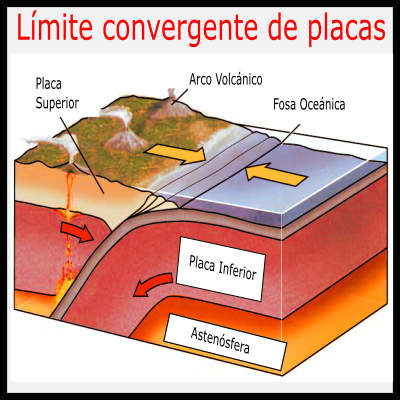 Límite convergente de placas
Arco Volcánico
Placa
Superior
Fosa Oceánica
Placa Inferior
Astenósfera